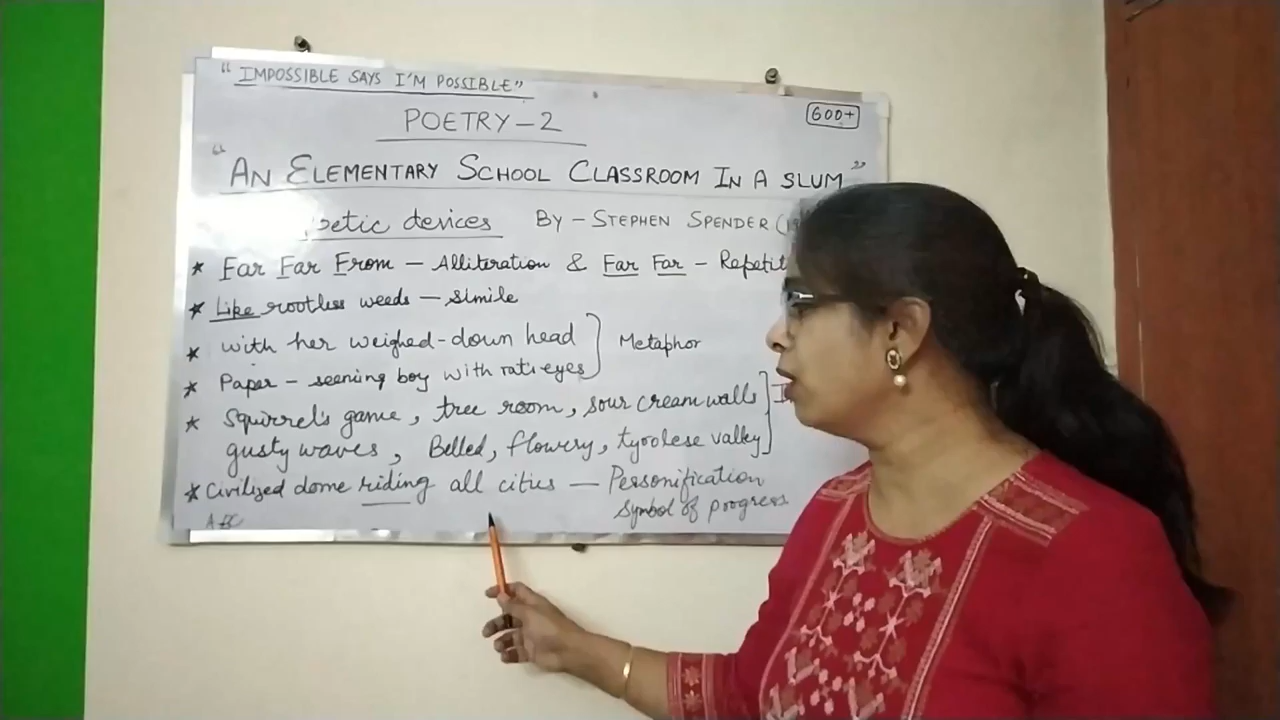 "IMPOSSIBLE SAYS I'M POSSIBLE"
600+
POETRY-2
"AN ELEMENTARY SCHOOL CLASSROOM IN A SLUM"
Poetic devices BY - STEPHEN SPENDER
★ Far Far From - Alliteration & Far Far - Repetit
★ Like rootless weeds - simile
★ with her weighed-down head
Metaphor
★ Paper - seeming boy with rat's eyes
★ squirrel's game, tree room, sour cream walls
gusty waves, Belled, flowery, tyrolese valley
★ Civilized dome riding all cities - Personification
Symbol of progress
ABC